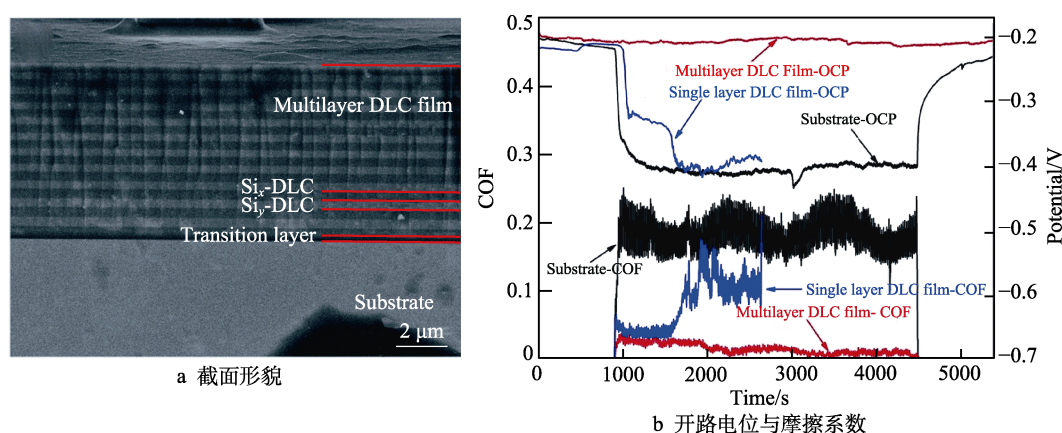 Multilayer DLC film
Siₓ-DLC
Siᵧ-DLC
Transition layer
Substrate
2 μm
a 截面形貌
0.5
0.4
0.3
0.2
0.1
0
COF
0
1000
2000
3000
4000
5000
Time/s
−0.2
−0.3
−0.4
−0.5
−0.6
−0.7
Potential/V
Multilayer DLC Film-OCP
Single layer DLC film-OCP
Substrate-OCP
Substrate-COF
Single layer DLC film-COF
Multilayer DLC film- COF
b 开路电位与摩擦系数